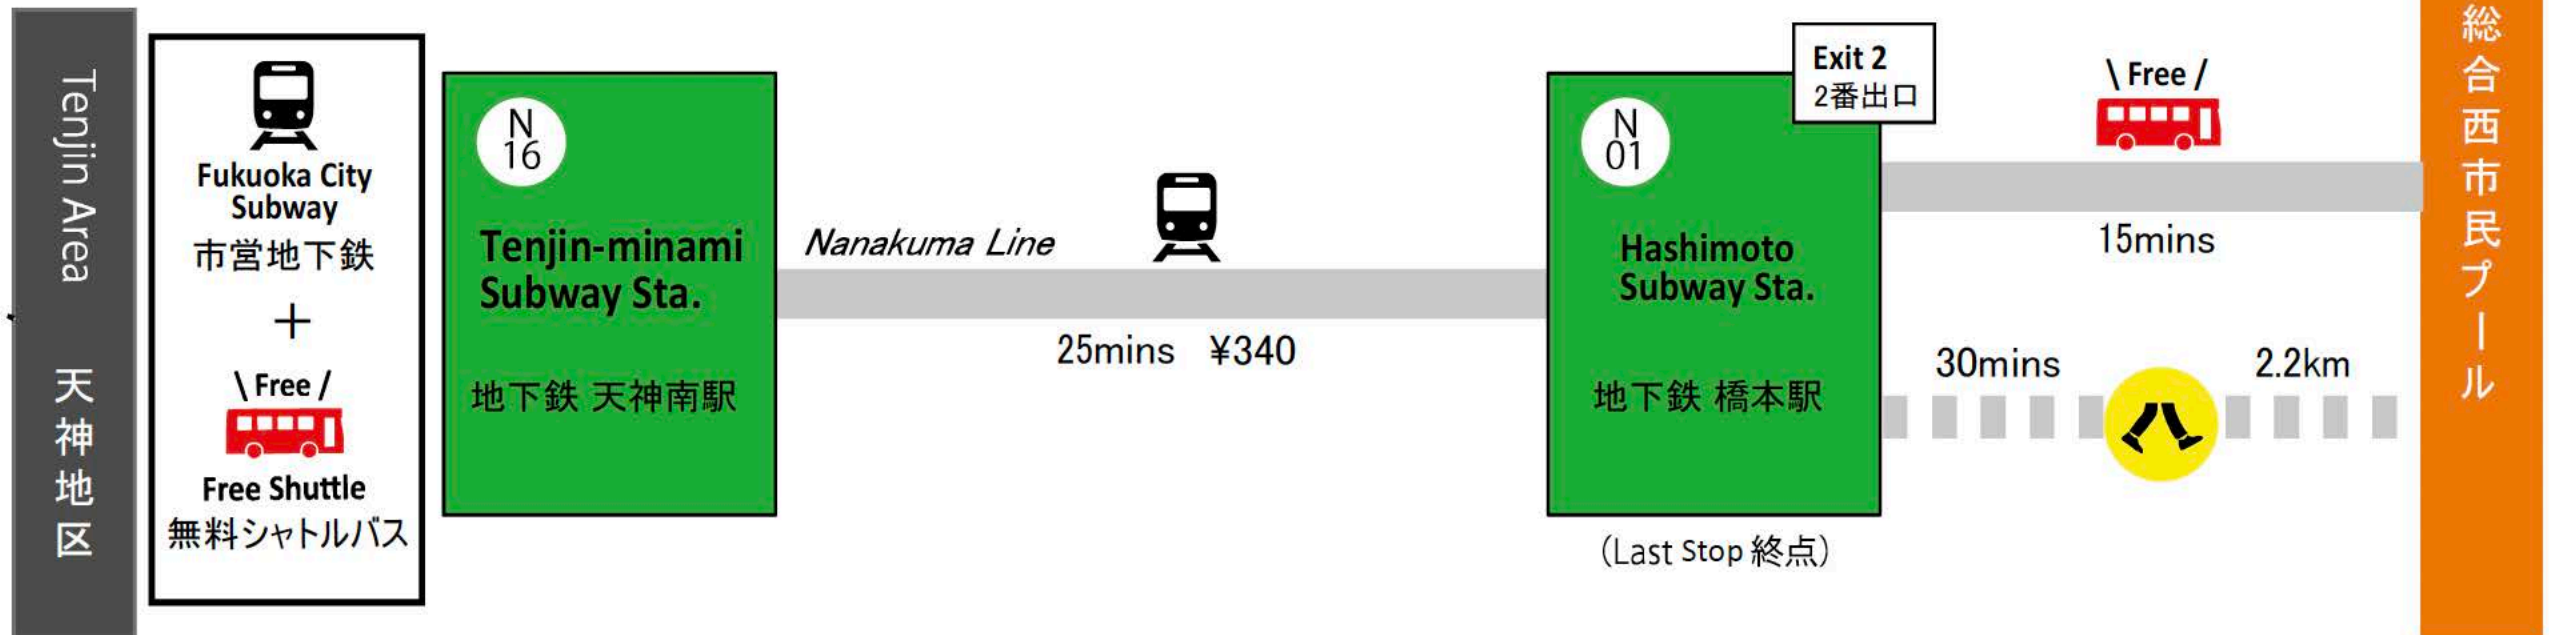 Tenjin Area 天神地区
Fukuoka City
Subway
市営地下鉄
+
\ Free /
Free Shuttle
無料シャトルバス
N
16
Tenjin-minami
Subway Sta.
地下鉄 天神南駅
Nanakuma Line
25mins ¥340
Exit 2
2番出口
N
01
Hashimoto
Subway Sta.
地下鉄 橋本駅
(Last Stop 終点)
\ Free /
15mins
30mins
2.2km
総合西市民プール